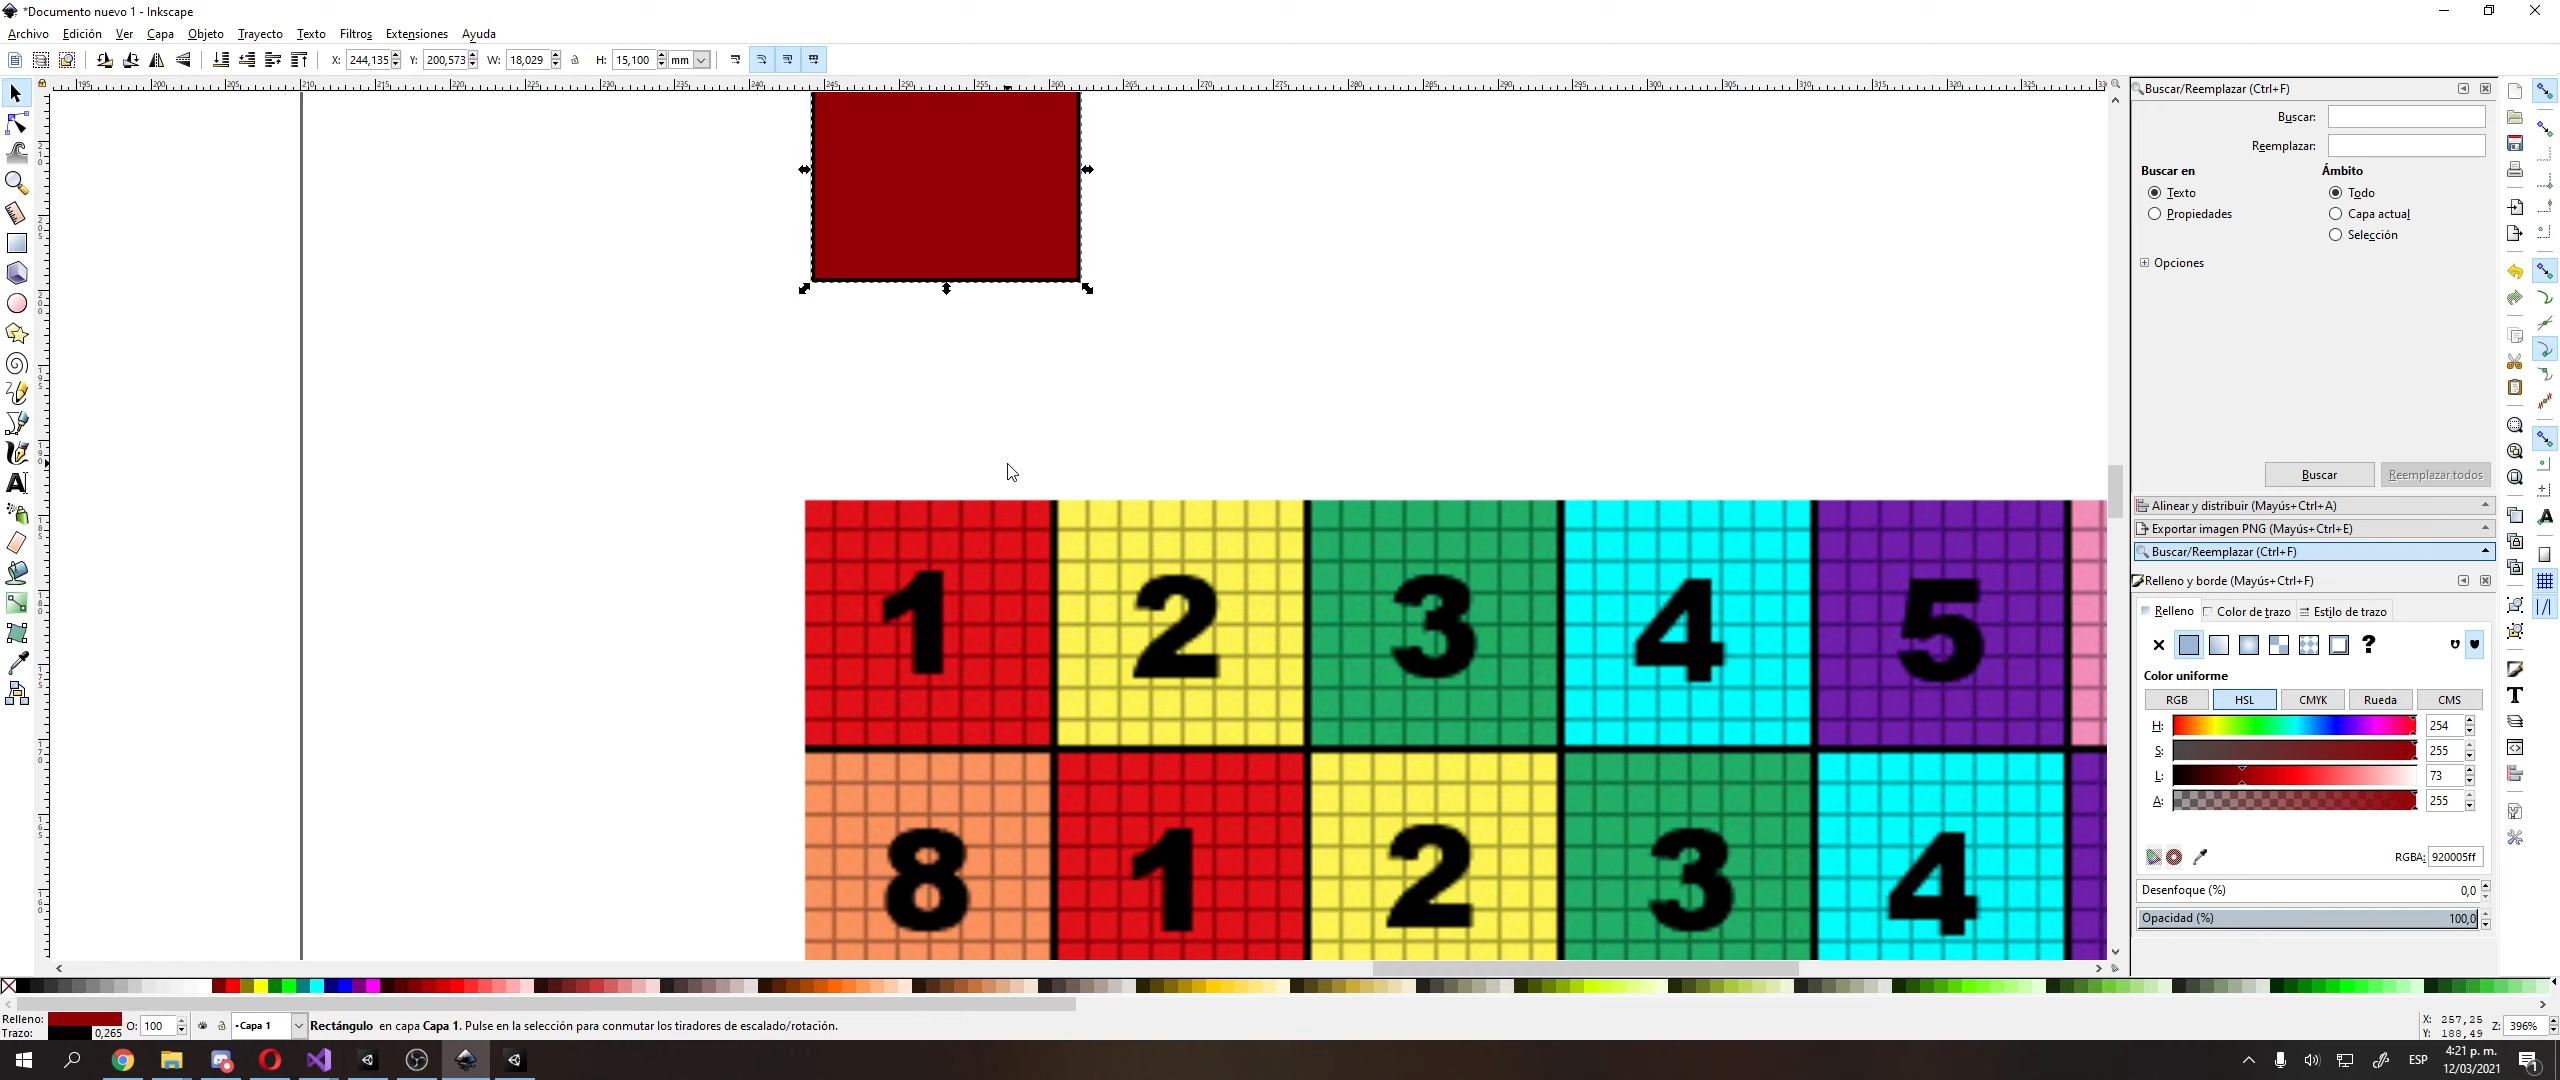 *Documento nuevo 1 - Inkscape
Archivo Edición Ver Capa Objeto Trayecto Texto Filtros Extensiones Ayuda
X: 244,135 Y: 200,573 W: 18,029 H: 15,100 mm
Buscar/Reemplazar (Ctrl+F)
Buscar:
Reemplazar:
Buscar en Ámbito
Texto Todo
Propiedades Capa actual
Selección
Opciones
Buscar Reemplazar todos
Alinear y distribuir (Mayús+Ctrl+A)
Exportar imagen PNG (Mayús+Ctrl+E)
Buscar/Reemplazar (Ctrl+F)
Relleno y borde (Mayús+Ctrl+F)
Relleno Color de trazo Estilo de trazo
Color uniforme
RGB HSL CMYK Rueda CMS
H: 254
S: 255
L: 73
A: 255
RGBA: 920005ff
Desenfoque (%) 0,0
Opacidad (%) 100,0
1 2 3 4 5
8 1 2 3 4
Relleno: O: 100 Capa 1 Rectángulo en capa Capa 1. Pulse en la selección para conmutar los tiradores de escalado/rotación.
Trazo: 0,265
X: 257,25
Y: 188,49
Z: 396%
ESP
4:21 p. m.
12/03/2021
1